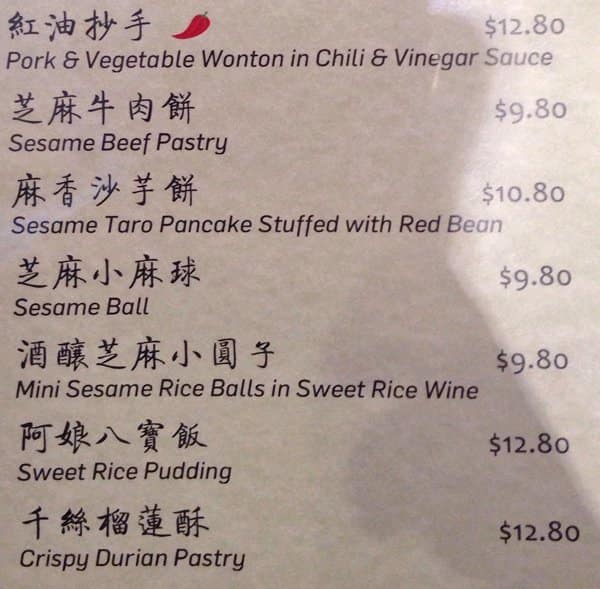 紅油抄手 $12.80
Pork & Vegetable Wonton in Chili & Vinegar Sauce
芝麻牛肉餅 $9.80
Sesame Beef Pastry
麻香沙芋餅 $10.80
Sesame Taro Pancake Stuffed with Red Bean
芝麻小麻球 $9.80
Sesame Ball
酒釀芝麻小圓子 $9.80
Mini Sesame Rice Balls in Sweet Rice Wine
阿娘八寶飯 $12.80
Sweet Rice Pudding
千絲榴蓮酥 $12.80
Crispy Durian Pastry